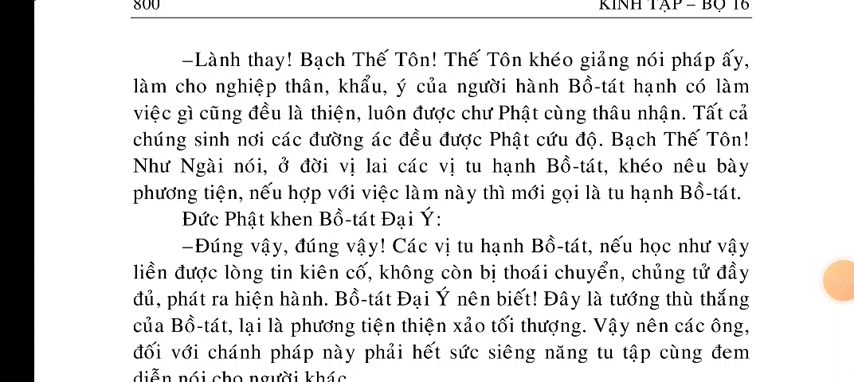 800 KINH TẬP – BỘ 16
–Lành thay! Bạch Thế Tôn! Thế Tôn khéo giảng nói pháp ấy,
làm cho nghiệp thân, khẩu, ý của người hành Bồ-tát hạnh có làm
việc gì cũng đều là thiện, luôn được chư Phật cùng thâu nhận. Tất cả
chúng sinh nơi các đường ác đều được Phật cứu độ. Bạch Thế Tôn!
Như Ngài nói, ở đời vị lai các vị tu hạnh Bồ-tát, khéo nêu bày
phương tiện, nếu hợp với việc làm này thì mới gọi là tu hạnh Bồ-tát.
Đức Phật khen Bồ-tát Đại Ý:
–Đúng vậy, đúng vậy! Các vị tu hạnh Bồ-tát, nếu học như vậy
liền được lòng tin kiên cố, không còn bị thoái chuyển, chủng tử đầy
đủ, phát ra hiện hành. Bồ-tát Đại Ý nên biết! Đây là tướng thù thắng
của Bồ-tát, lại là phương tiện thiện xảo tối thượng. Vậy nên các ông,
đối với chánh pháp này phải hết sức siêng năng tu tập cùng đem
diễn nói cho người khác.